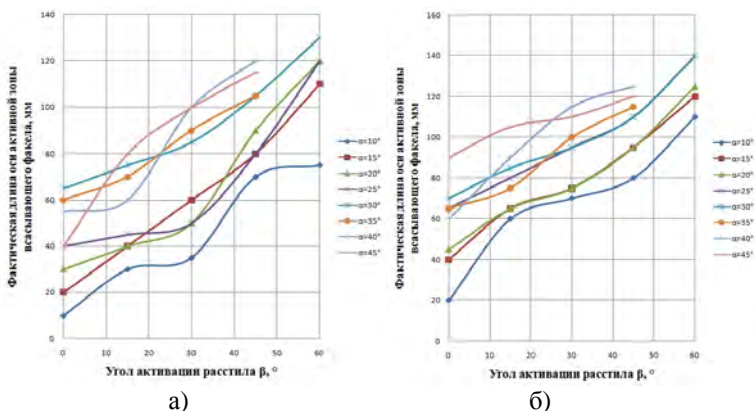 Фактическая длина оси активной зоны
всасывающего факела, мм
140
120
100
80
60
40
20
0
0 10 20 30 40 50 60
Угол активации расстила β, °
α=10°
α=15°
α=20°
α=25°
α=30°
α=35°
α=40°
α=45°
а)
Фактическая длина оси активной зоны
всасывающего факела, мм
160
140
120
100
80
60
40
20
0
0 10 20 30 40 50 60
Угол активации расстила β, °
α=10°
α=15°
α=20°
α=25°
α=30°
α=35°
α=40°
α=45°
б)